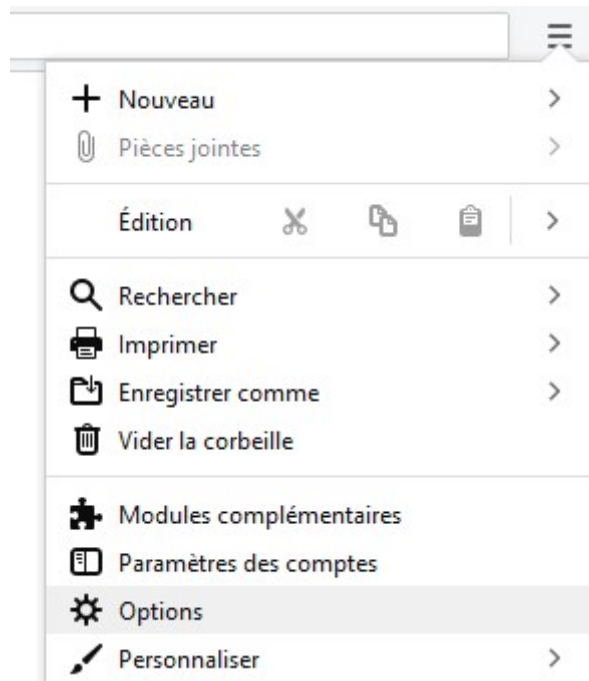 Nouveau
Pièces jointes
Édition
Rechercher
Imprimer
Enregistrer comme
Vider la corbeille
Modules complémentaires
Paramètres des comptes
Options
Personnaliser